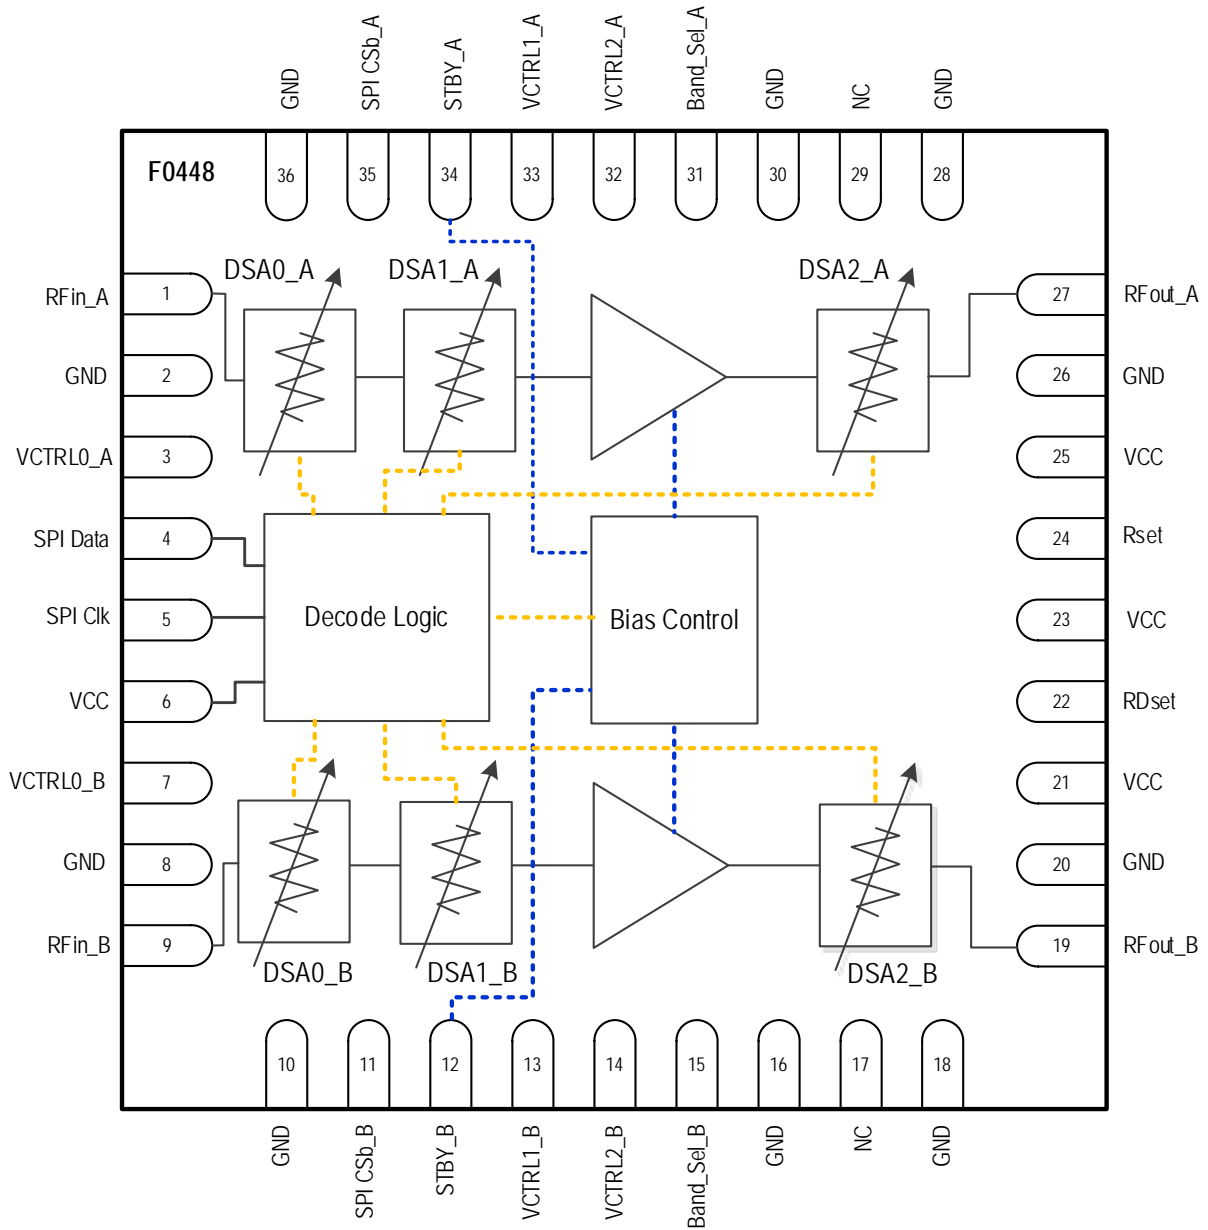 GND
SPI CSb_A
STBY_A
VCTRL1_A
VCTRL2_A
Band_Sel_A
GND
NC
GND
F0448
36
35
34
33
32
31
30
29
28
DSA0_A
DSA1_A
DSA2_A
RFin_A
1
27
RFout_A
GND
2
26
GND
VCTRL0_A
3
25
VCC
SPI Data
4
24
Rset
SPI Clk
5
Decode Logic
Bias Control
23
VCC
VCC
6
22
RDset
VCTRL0_B
7
21
VCC
GND
8
20
GND
RFin_B
9
19
RFout_B
DSA0_B
DSA1_B
DSA2_B
10
11
12
13
14
15
16
17
18
GND
SPI CSb_B
STBY_B
VCTRL1_B
VCTRL2_B
Band_Sel_B
GND
NC
GND